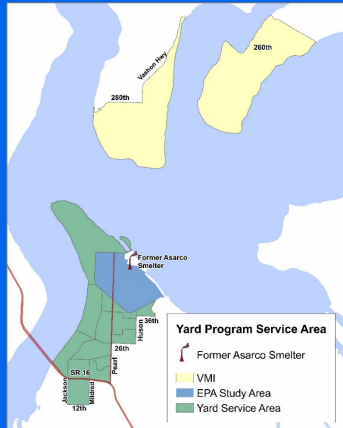 260th
Vashon Hwy
280th
Former Asarco
Smelter
36th
Huson
26th
Pearl
SR 16
Jackson
Mildred
12th
Yard Program Service Area
Former Asarco Smelter
VMI
EPA Study Area
Yard Service Area